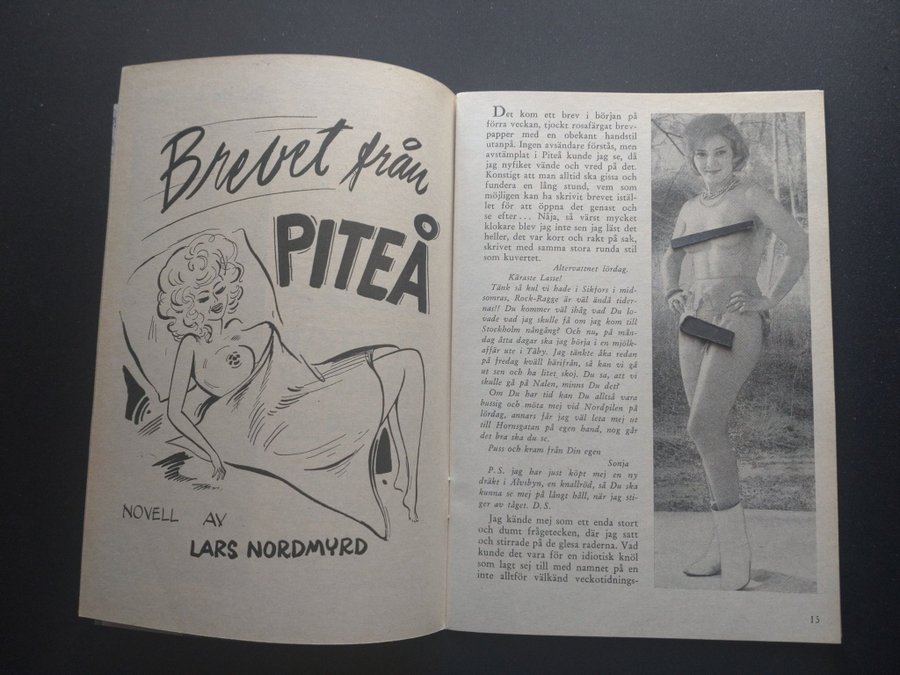 Brevet från
PITEÅ
NOVELL AV
LARS NORDMYRD
Det kom ett brev i början på
förra veckan, tjockt rosafärgat brev-
papper med en obekant handstil
utanpå. Ingen avsändare förstås, men
avstämplat i Piteå kunde jag se, då
jag nyfiket vände och vred på det.
Konstigt att man alltid ska gissa och
fundera en lång stund, vem som
möjligen kan ha skrivit brevet istäl-
let för att öppna det genast och
se efter... Nåja, så värst mycket
klokare blev jag inte sen jag läst det
heller, det var kort och rakt på sak,
skrivet med samma stora runda stil
som kuvertet.
Altervattnet lördag.
Käraste Lasse!
Tänk så kul vi hade i Sikfors i mid-
somras, Rock-Ragge är väl ändå tider-
nas!! Du kommer väl ihåg vad Du lo-
vade vad jag skulle få om jag kom till
Stockholm nångång? Och nu, på mån-
dag åtta dagar ska jag börja i en mjölk-
affär ute i Täby. Jag tänkte åka redan
på fredag kväll härifrån, så kan vi gå
ut sen och ha litet skoj. Du sa, att vi
skulle gå på Nalen, minns Du det?
Om Du har tid kan Du alltså vara
bussig och möta mej vid Nordpilen på
lördag, annars får jag väl leta mej ut
till Hornsgatan på egen hand, nog går
det bra ska du se.
Puss och kram från Din egen
Sonja
P.S. jag har just köpt mej en ny
dräkt i Älvsbyn, en knallröd, så Du ska
kunna se mej på långt håll, när jag sti-
ger av tåget. D.S.
Jag kände mej som ett enda stort
och dumt frågetecken, där jag satt
och stirrade på de glesa raderna. Vad
kunde det vara för en idiotisk knöl
som lagt sej till med namnet på en
inte alltför välkänd veckotidnings-
15